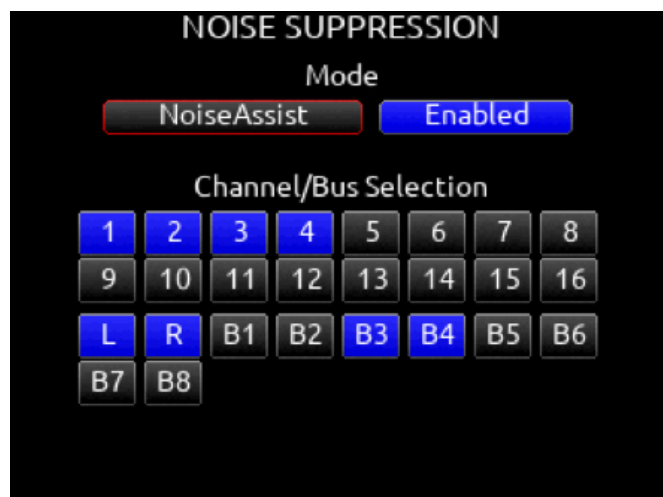 NOISE SUPPRESSION
Mode
NoiseAssist Enabled
Channel/Bus Selection
1 2 3 4 5 6 7 8
9 10 11 12 13 14 15 16
L R B1 B2 B3 B4 B5 B6
B7 B8